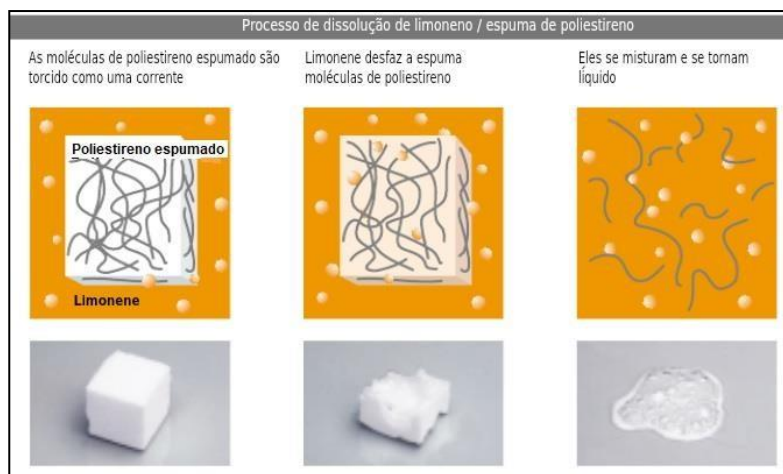 Processo de dissolução de limoneno / espuma de poliestireno
As moléculas de poliestireno espumado são
torcido como uma corrente
Limonene desfaz a espuma
moléculas de poliestireno
Eles se misturam e se tornam
líquido
Poliestireno espumado
Limonene